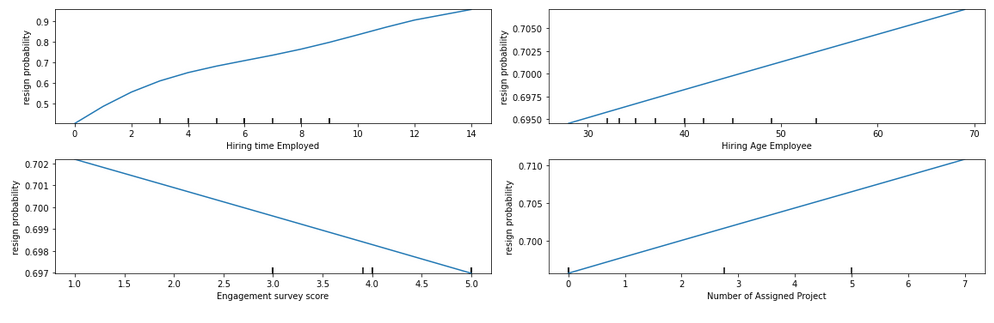 resign probability
0.9
0.8
0.7
0.6
0.5
0 2 4 6 8 10 12 14
Hiring time Employed
resign probability
0.7050
0.7025
0.7000
0.6975
0.6950
30 40 50 60 70
Hiring Age Employee
resign probability
0.702
0.701
0.700
0.699
0.698
0.697
1.0 1.5 2.0 2.5 3.0 3.5 4.0 4.5 5.0
Engagement survey score
resign probability
0.710
0.705
0.700
0 1 2 3 4 5 6 7
Number of Assigned Project